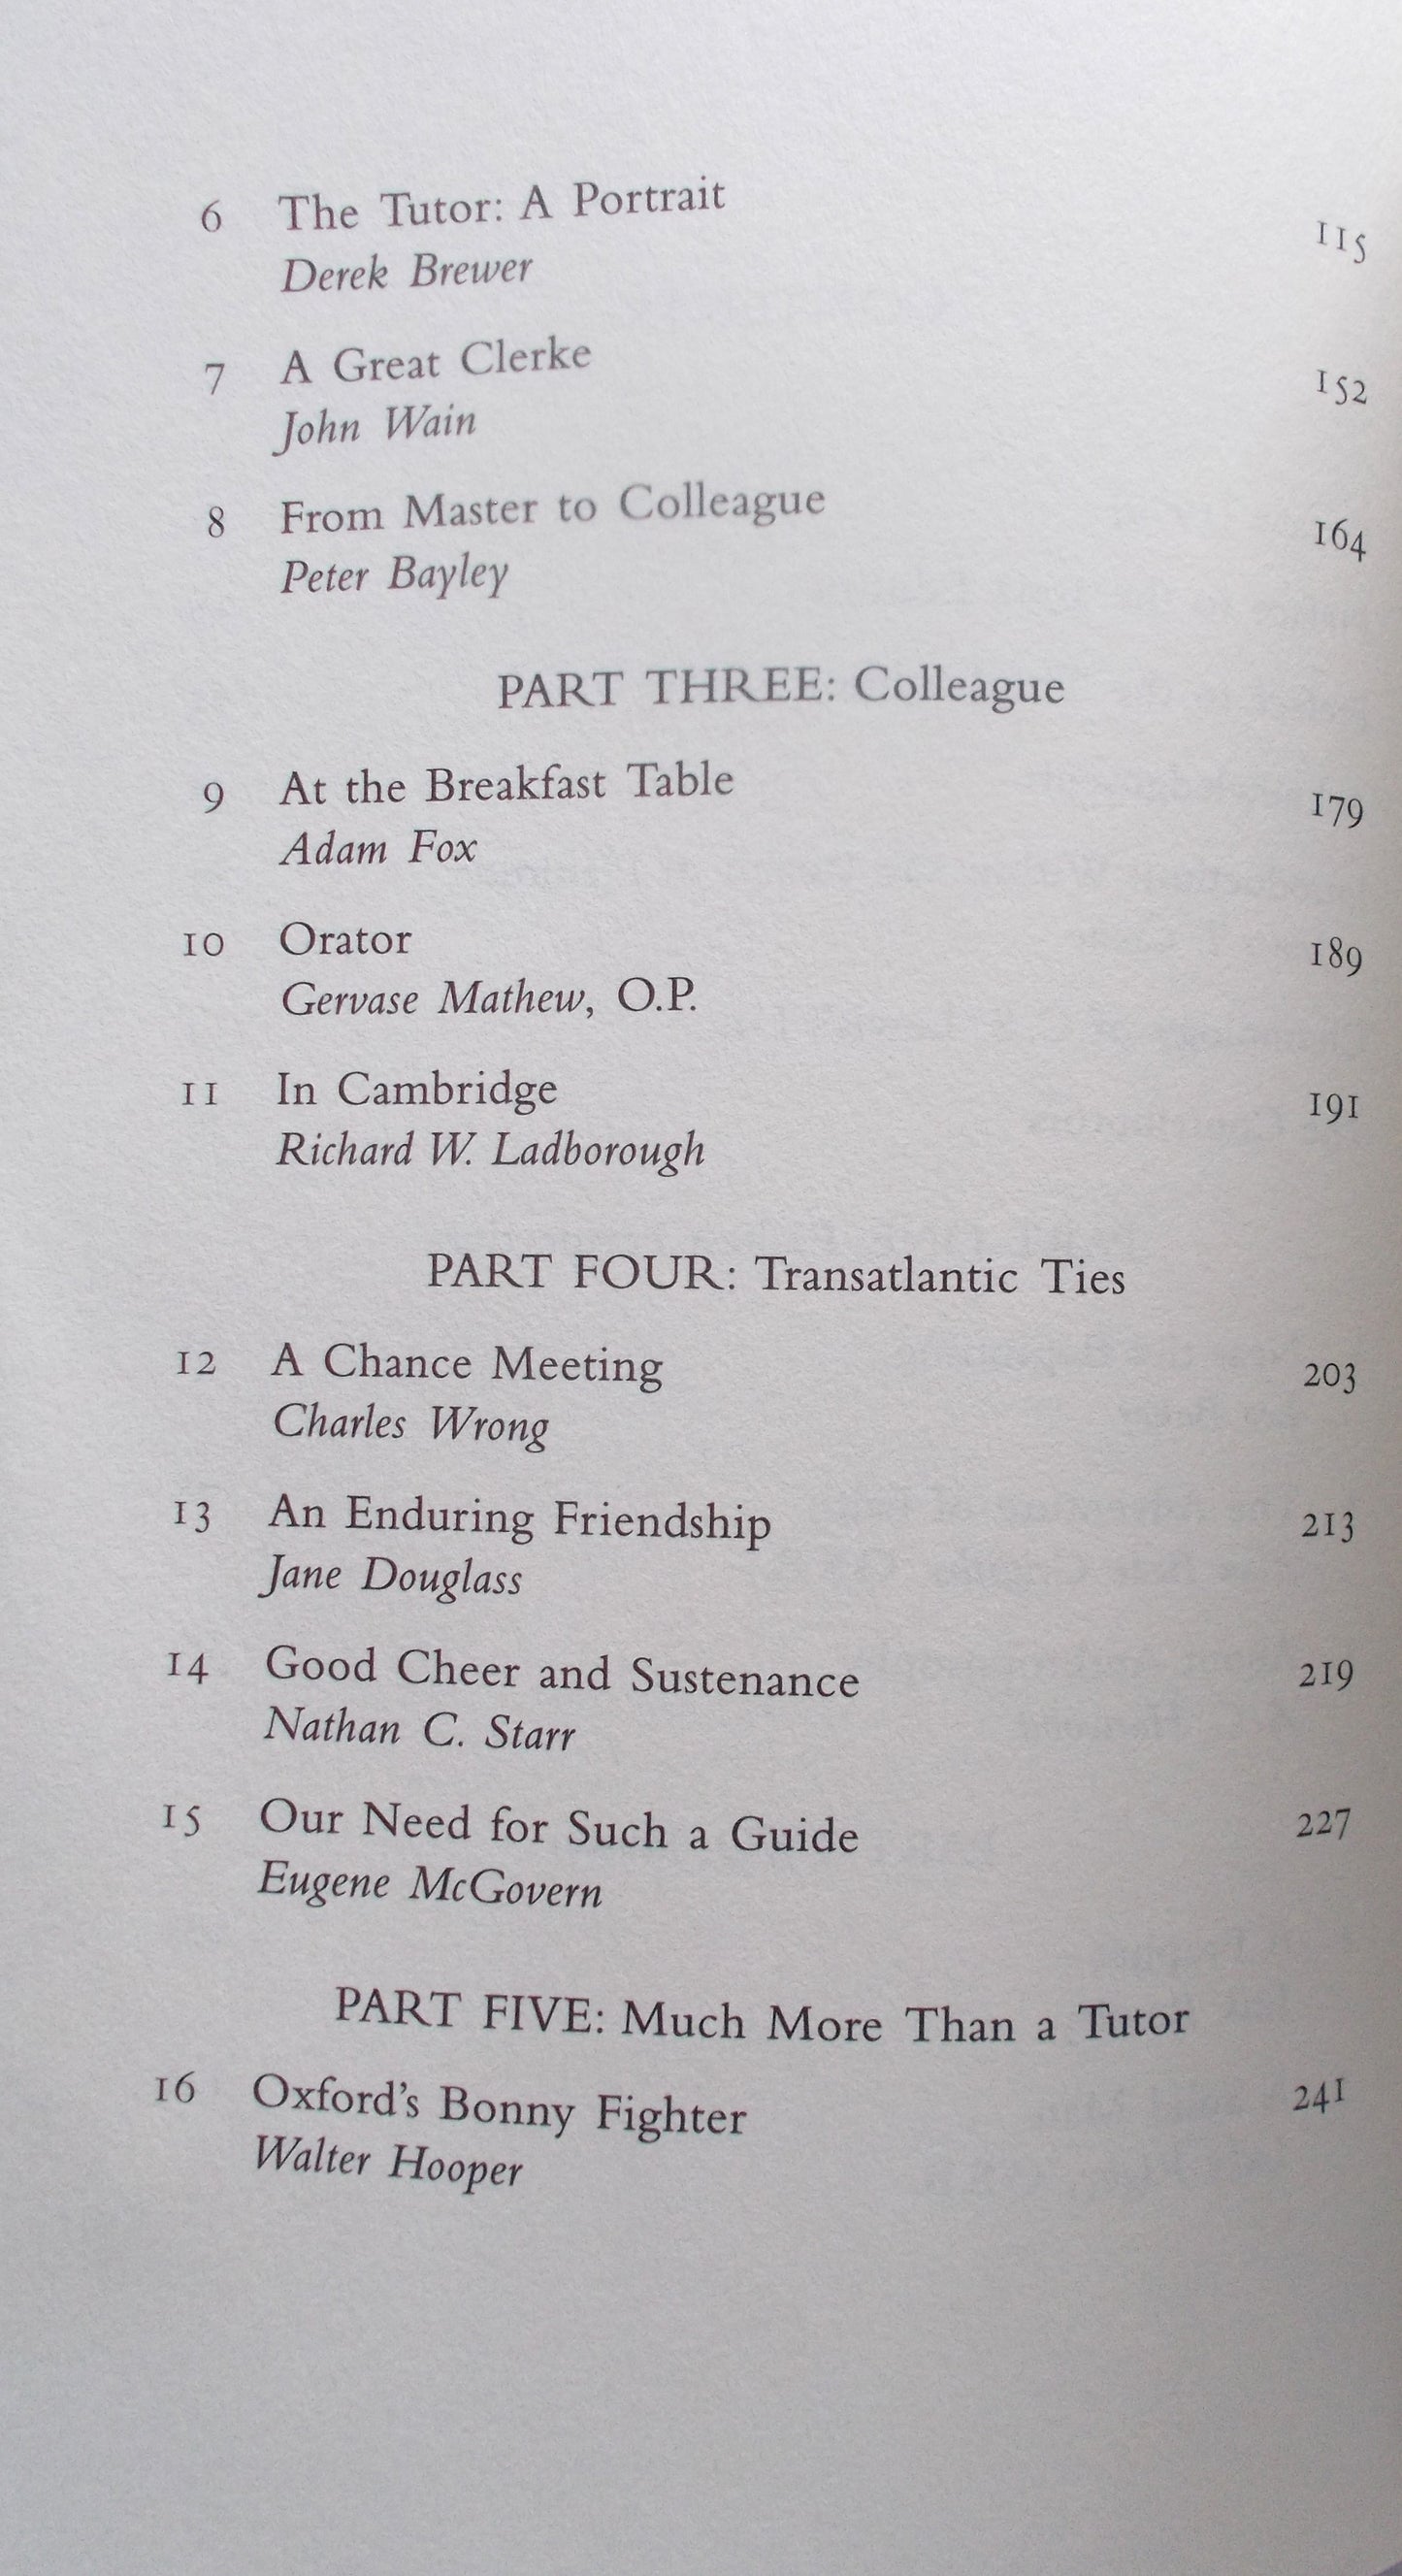 6 The Tutor: A Portrait 115
Derek Brewer
7 A Great Clerke 152
John Wain
8 From Master to Colleague 164
Peter Bayley
PART THREE: Colleague
9 At the Breakfast Table 179
Adam Fox
10 Orator 189
Gervase Mathew, O.P.
11 In Cambridge 191
Richard W. Ladborough
PART FOUR: Transatlantic Ties
12 A Chance Meeting 203
Charles Wrong
13 An Enduring Friendship 213
Jane Douglass
14 Good Cheer and Sustenance 219
Nathan C. Starr
15 Our Need for Such a Guide 227
Eugene McGovern
PART FIVE: Much More Than a Tutor
16 Oxford's Bonny Fighter 241
Walter Hooper